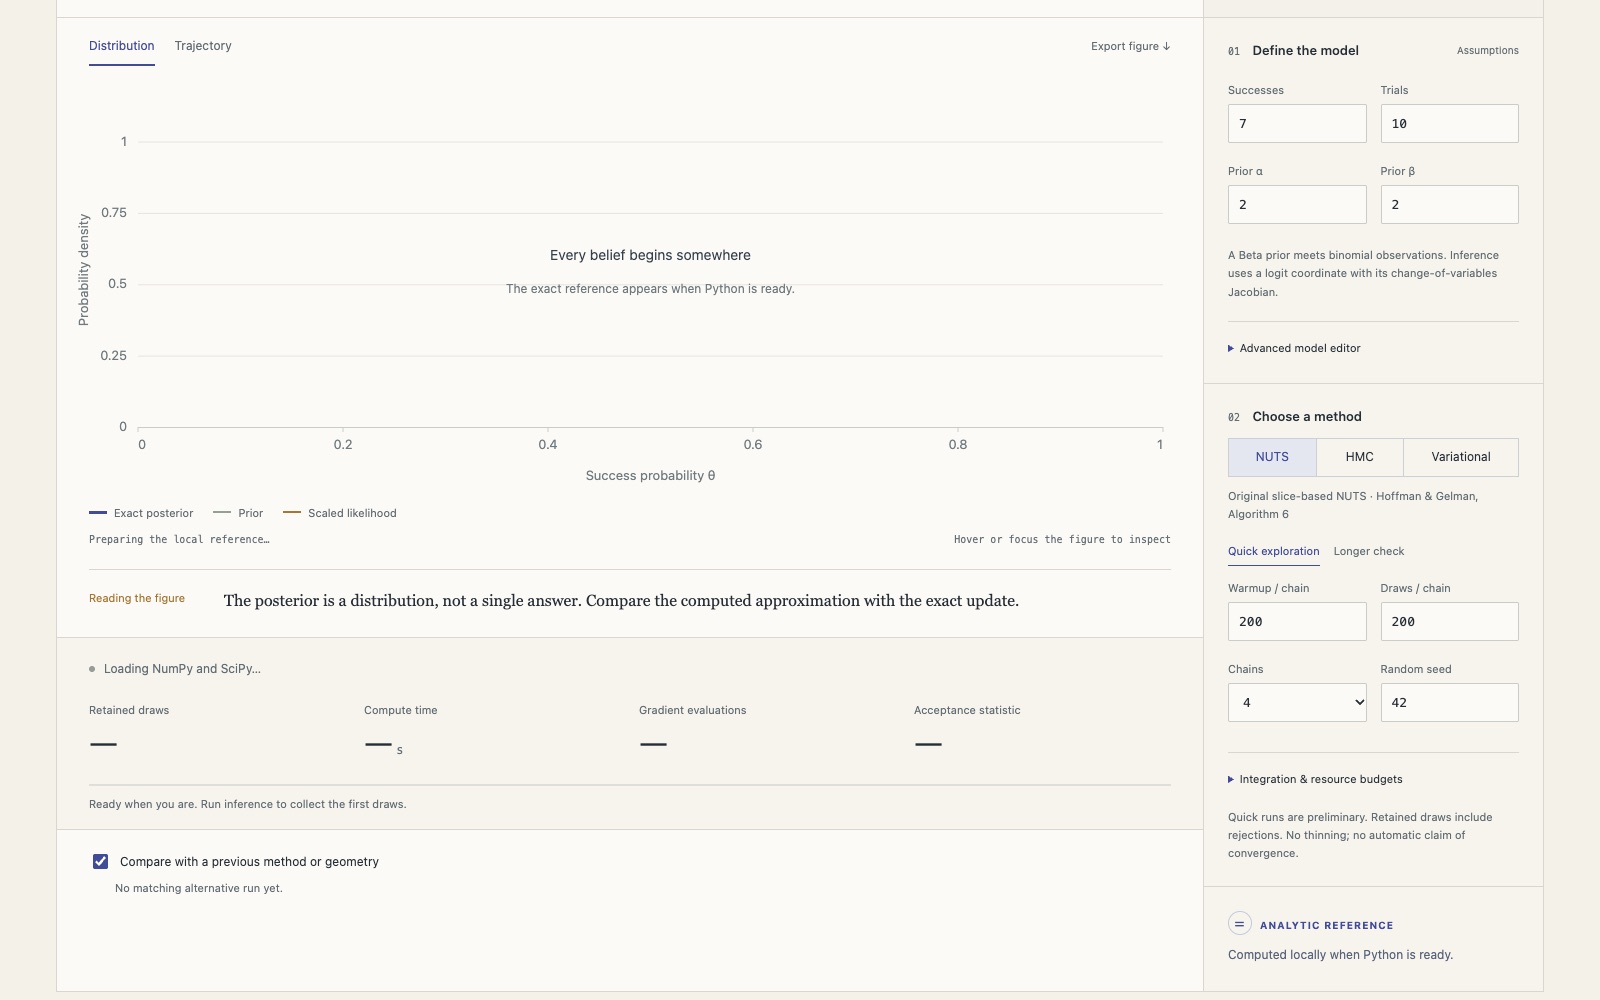 Distribution
Trajectory
Export figure ↓
1
0.75
0.5
0.25
0
Probability density
Every belief begins somewhere
The exact reference appears when Python is ready.
0
0.2
0.4
0.6
0.8
1
Success probability θ
Exact posterior
Prior
Scaled likelihood
Preparing the local reference…
Hover or focus the figure to inspect
Reading the figure
The posterior is a distribution, not a single answer. Compare the computed approximation with the exact update.
Loading NumPy and SciPy…
Retained draws
Compute time
Gradient evaluations
Acceptance statistic
—
— s
—
—
Ready when you are. Run inference to collect the first draws.
Compare with a previous method or geometry
No matching alternative run yet.
01 Define the model
Assumptions
Successes
Trials
7
10
Prior α
Prior β
2
2
A Beta prior meets binomial observations. Inference
uses a logit coordinate with its change-of-variables
Jacobian.
Advanced model editor
02 Choose a method
NUTS
HMC
Variational
Original slice-based NUTS · Hoffman & Gelman,
Algorithm 6
Quick exploration
Longer check
Warmup / chain
Draws / chain
200
200
Chains
Random seed
4
42
Integration & resource budgets
Quick runs are preliminary. Retained draws include
rejections. No thinning; no automatic claim of
convergence.
= ANALYTIC REFERENCE
Computed locally when Python is ready.